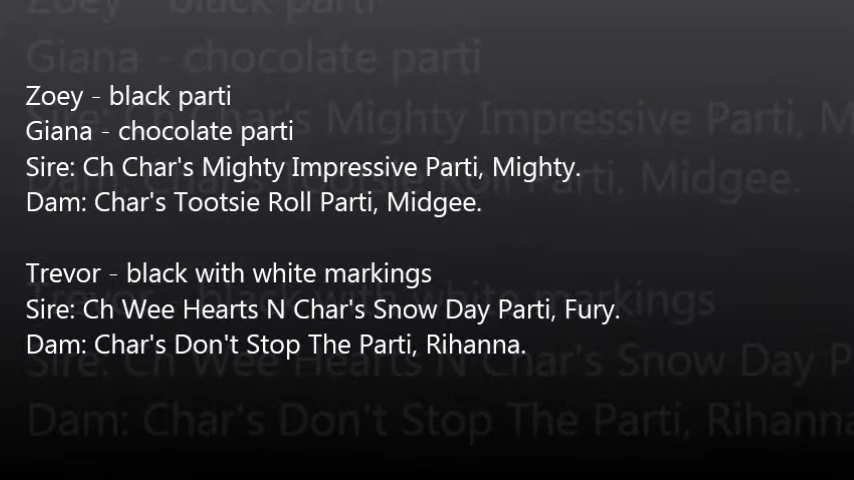 Zoey - black parti
Giana - chocolate parti
Sire: Ch Char's Mighty Impressive Parti, Mighty.
Dam: Char's Tootsie Roll Parti, Midgee.
Trevor - black with white markings
Sire: Ch Wee Hearts N Char's Snow Day Parti, Fury.
Dam: Char's Don't Stop The Parti, Rihanna.